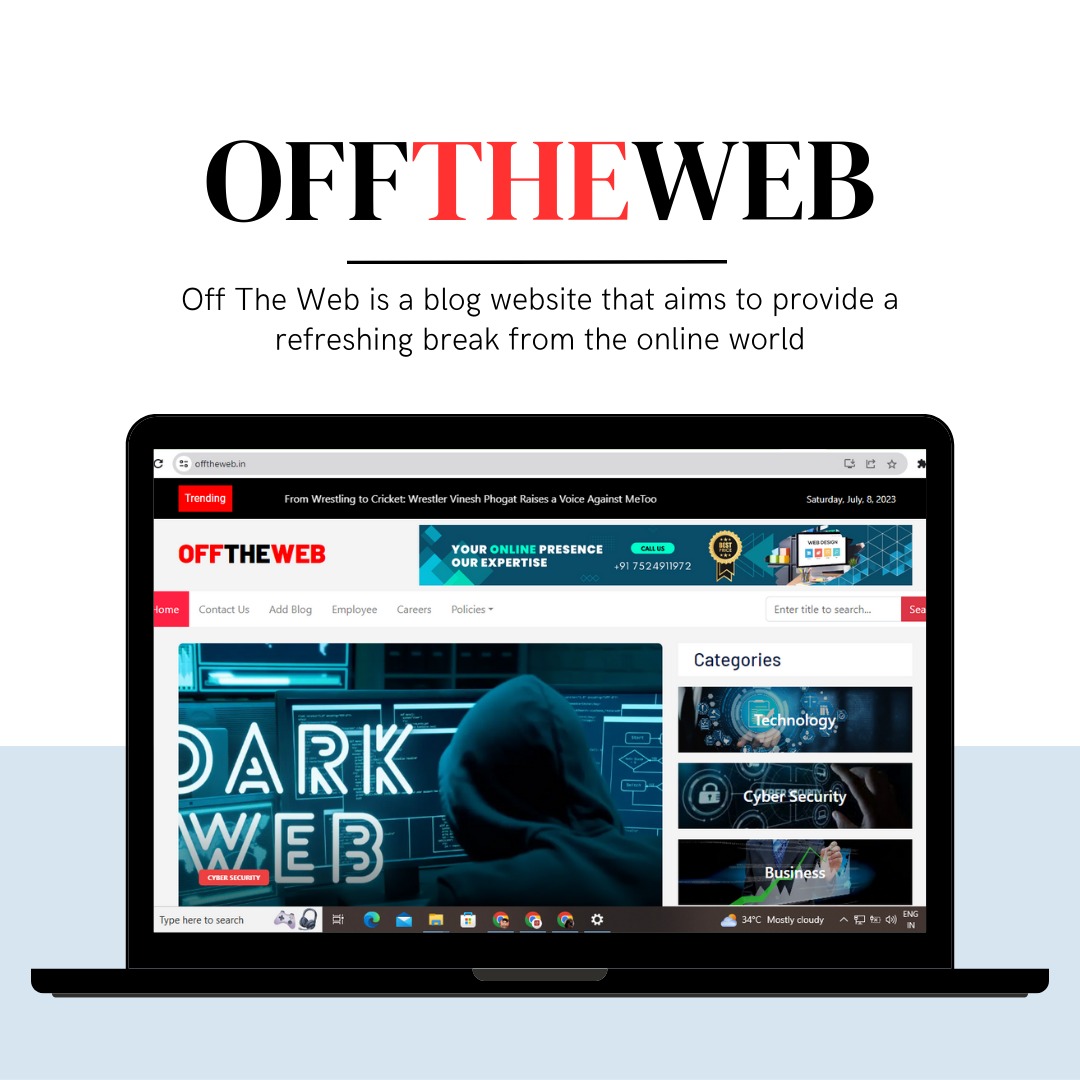 OFFTHEWEB
Off The Web is a blog website that aims to provide a
refreshing break from the online world
offtheweb.in
Trending
From Wrestling to Cricket: Wrestler Vinesh Phogat Raises a Voice Against MeToo
Saturday, July, 8, 2023
OFFTHEWEB
YOUR ONLINE PRESENCE
OUR EXPERTISE
CALL US
+91 7524911972
BEST
PRICE
WEB DESIGN
Home
Contact Us
Add Blog
Employee
Careers
Policies
Enter title to search...
Sea
DARK
WEB
CYBER SECURITY
Categories
Technology
Cyber Security
CYBER SECURITY
Business
Type here to search
34°C Mostly cloudy
ENG
IN